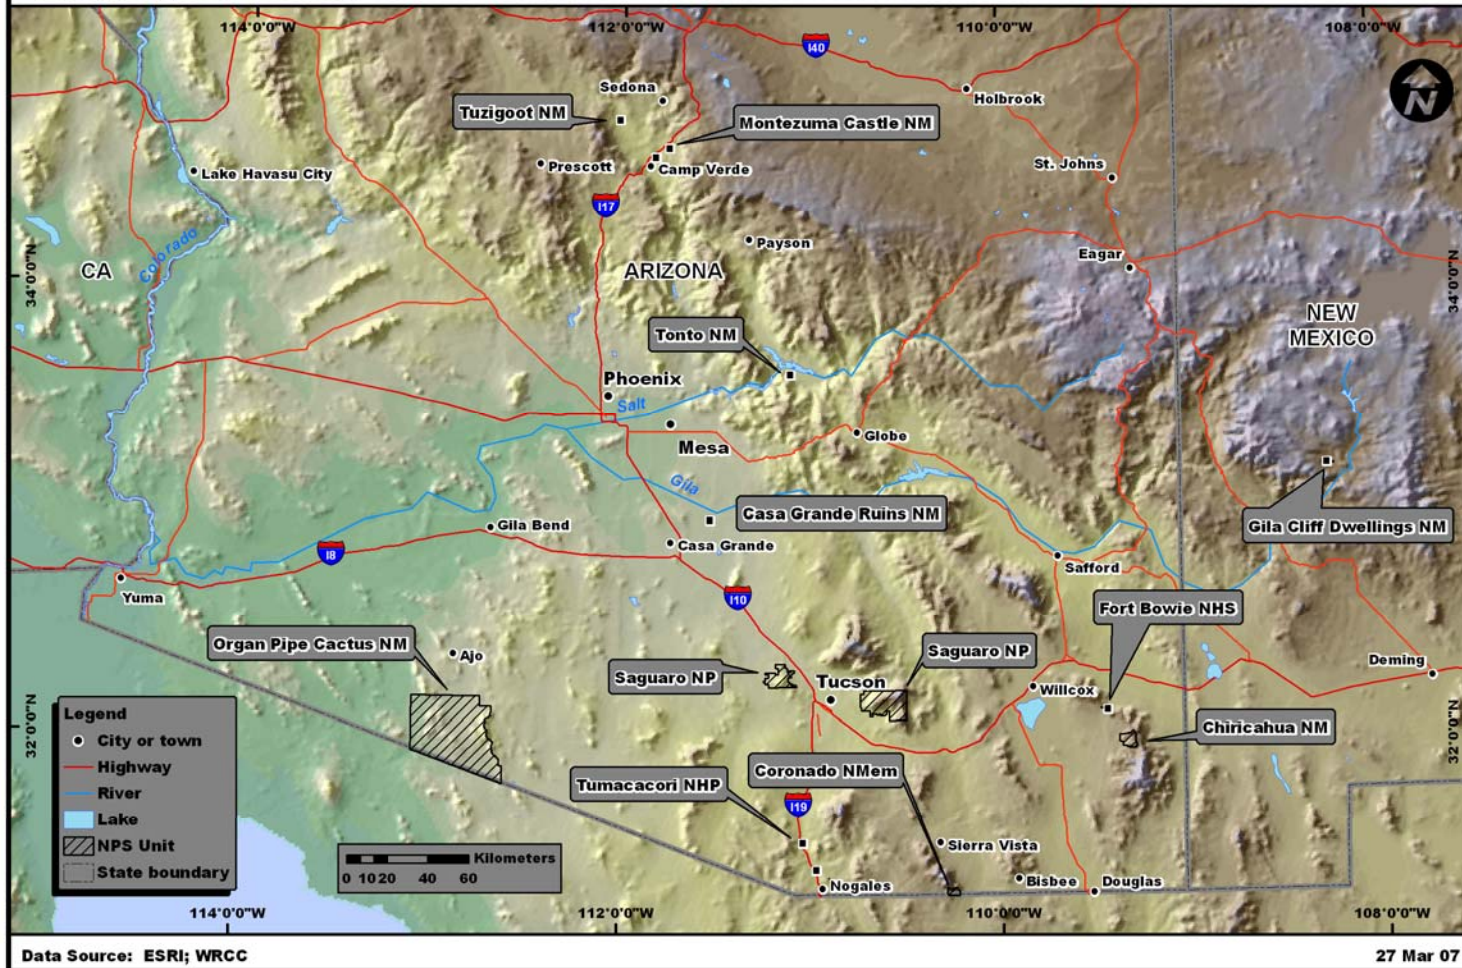 114°0'0"W
112°0'0"W
110°0'0"W
108°0'0"W
I40
Sedona
Holbrook
N
Tuzigoot NM
Montezuma Castle NM
Prescott
Camp Verde
St. Johns
Lake Havasu City
I17
Payson
Colorado
CA
ARIZONA
Eagar
34°0'0"N
34°0'0"N
NEW
MEXICO
Tonto NM
Phoenix
Salt
Mesa
Globe
Gila
Casa Grande Ruins NM
Gila Cliff Dwellings NM
Gila Bend
I8
Casa Grande
Safford
Yuma
I10
Fort Bowie NHS
Organ Pipe Cactus NM
Ajo
Saguaro NP
Saguaro NP
Deming
Tucson
Willcox
32°0'0"N
32°0'0"N
Chiricahua NM
Legend
City or town
Highway
River
Lake
NPS Unit
State boundary
Tumacacori NHP
Coronado NMem
I19
Sierra Vista
Kilometers
0 10 20 40 60
Nogales
Bisbee
Douglas
114°0'0"W
112°0'0"W
110°0'0"W
108°0'0"W
Data Source: ESRI; WRCC
27 Mar 07